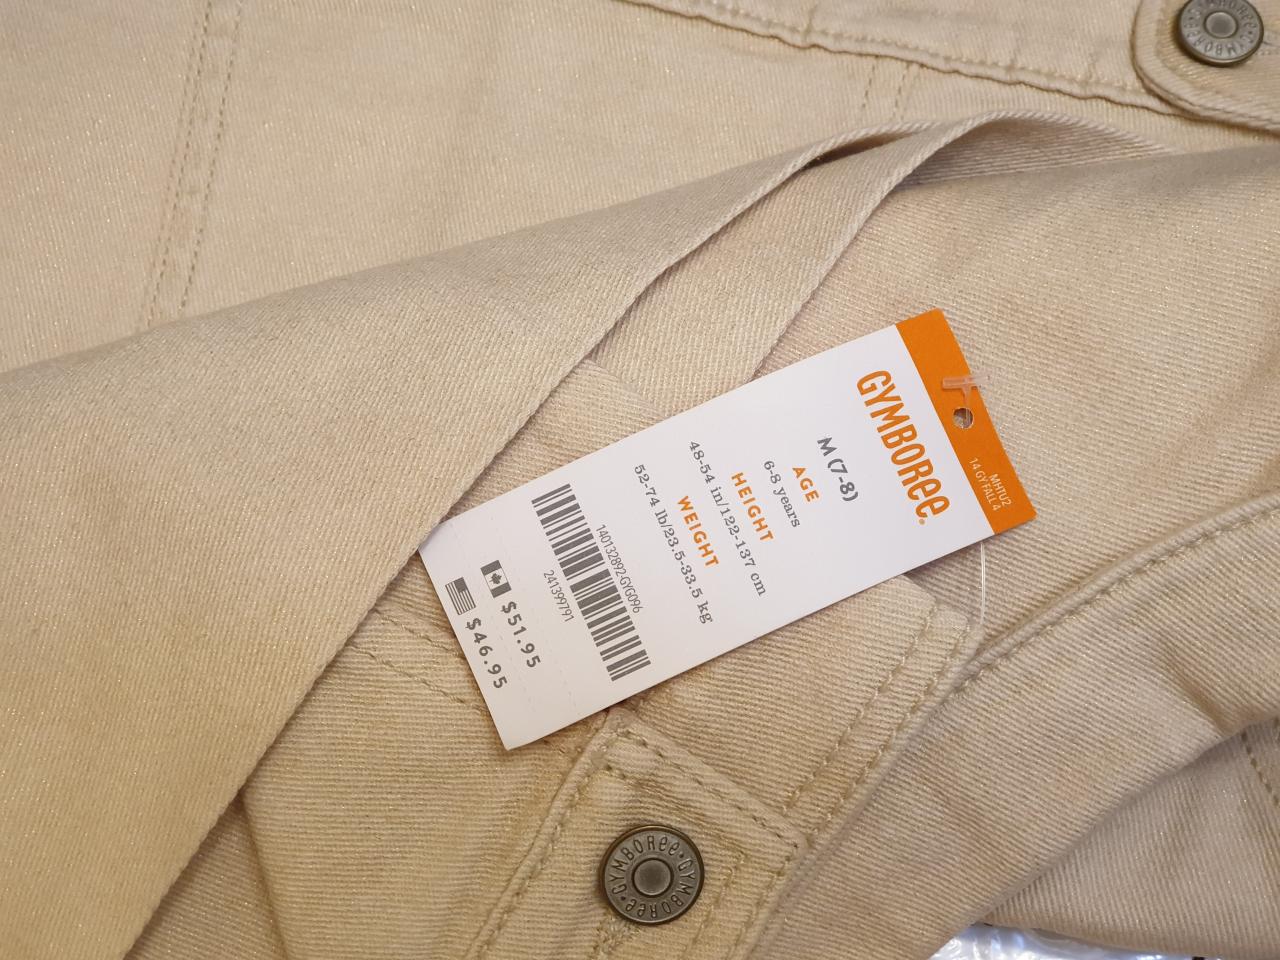 MHTU2
14 GY FALL 4
GYMBOREE®
M (7-8)
AGE
6-8 years
HEIGHT
48-54 in/122-137 cm
WEIGHT
52-74 lb/23.5-33.5 kg
140132892-GYG096
241399791
$51.95
$46.95
GYMBOREE•GYMBOREE•
GYMBOREE•GYMBOREE•